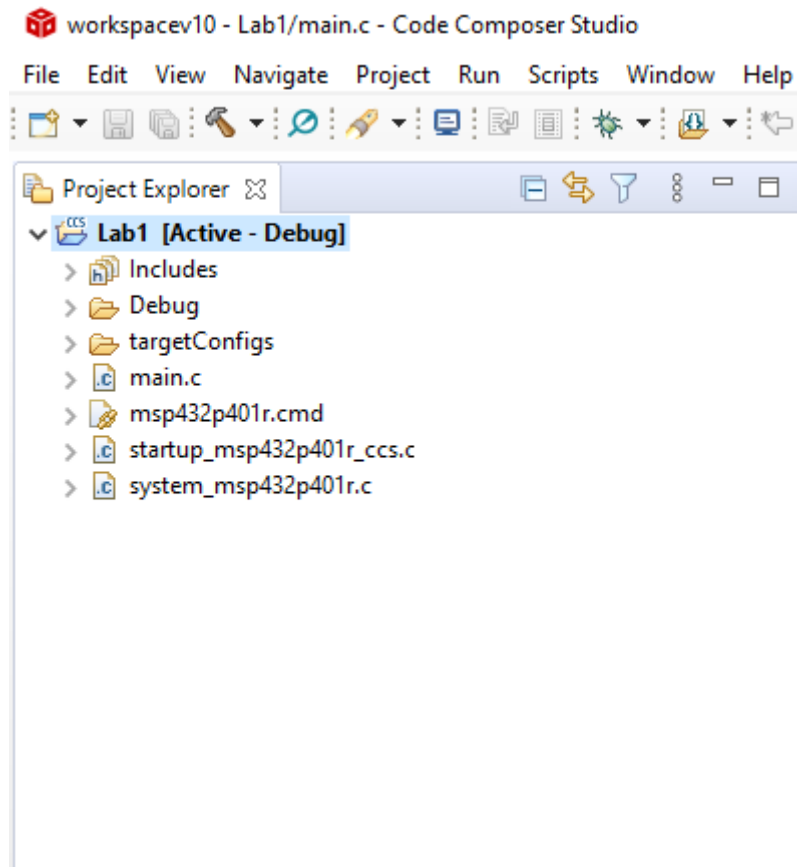 workspacev10 - Lab1/main.c - Code Composer Studio
File Edit View Navigate Project Run Scripts Window Help
Project Explorer
Lab1 [Active - Debug]
Includes
Debug
targetConfigs
main.c
msp432p401r.cmd
startup_msp432p401r_ccs.c
system_msp432p401r.c